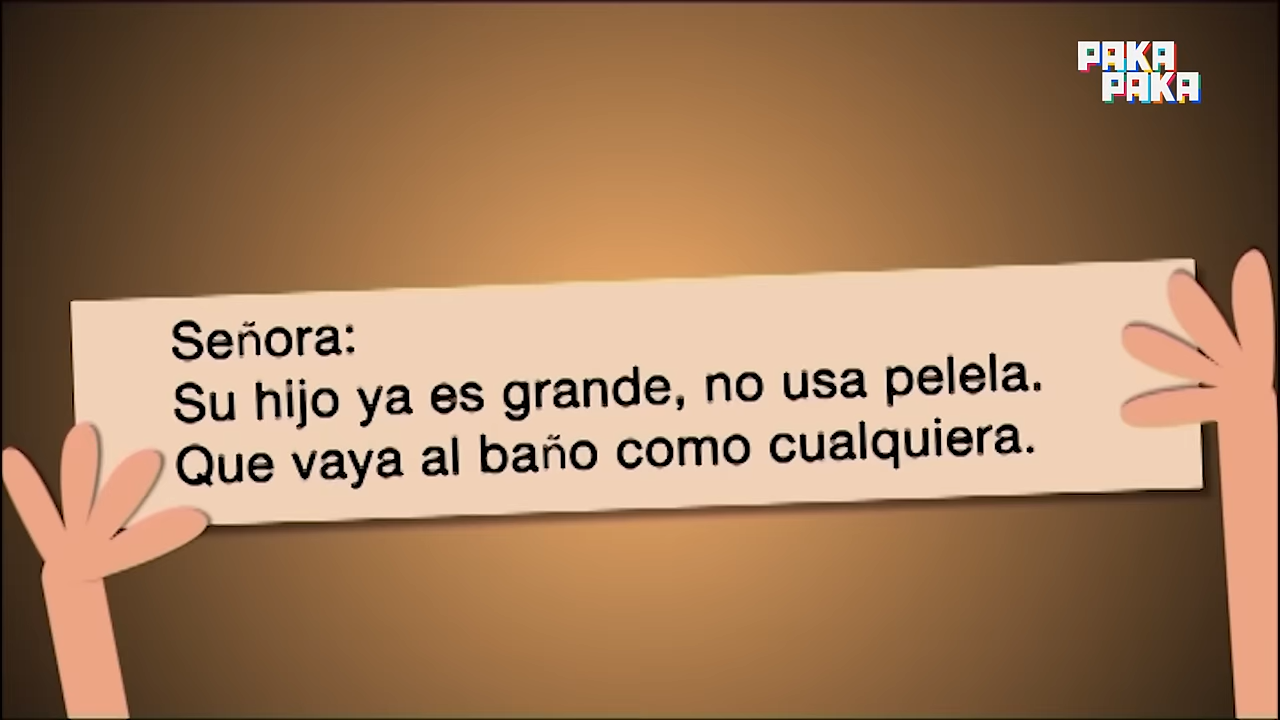 PAKA
PAKA
Señora:
Su hijo ya es grande, no usa pelela.
Que vaya al baño como cualquiera.